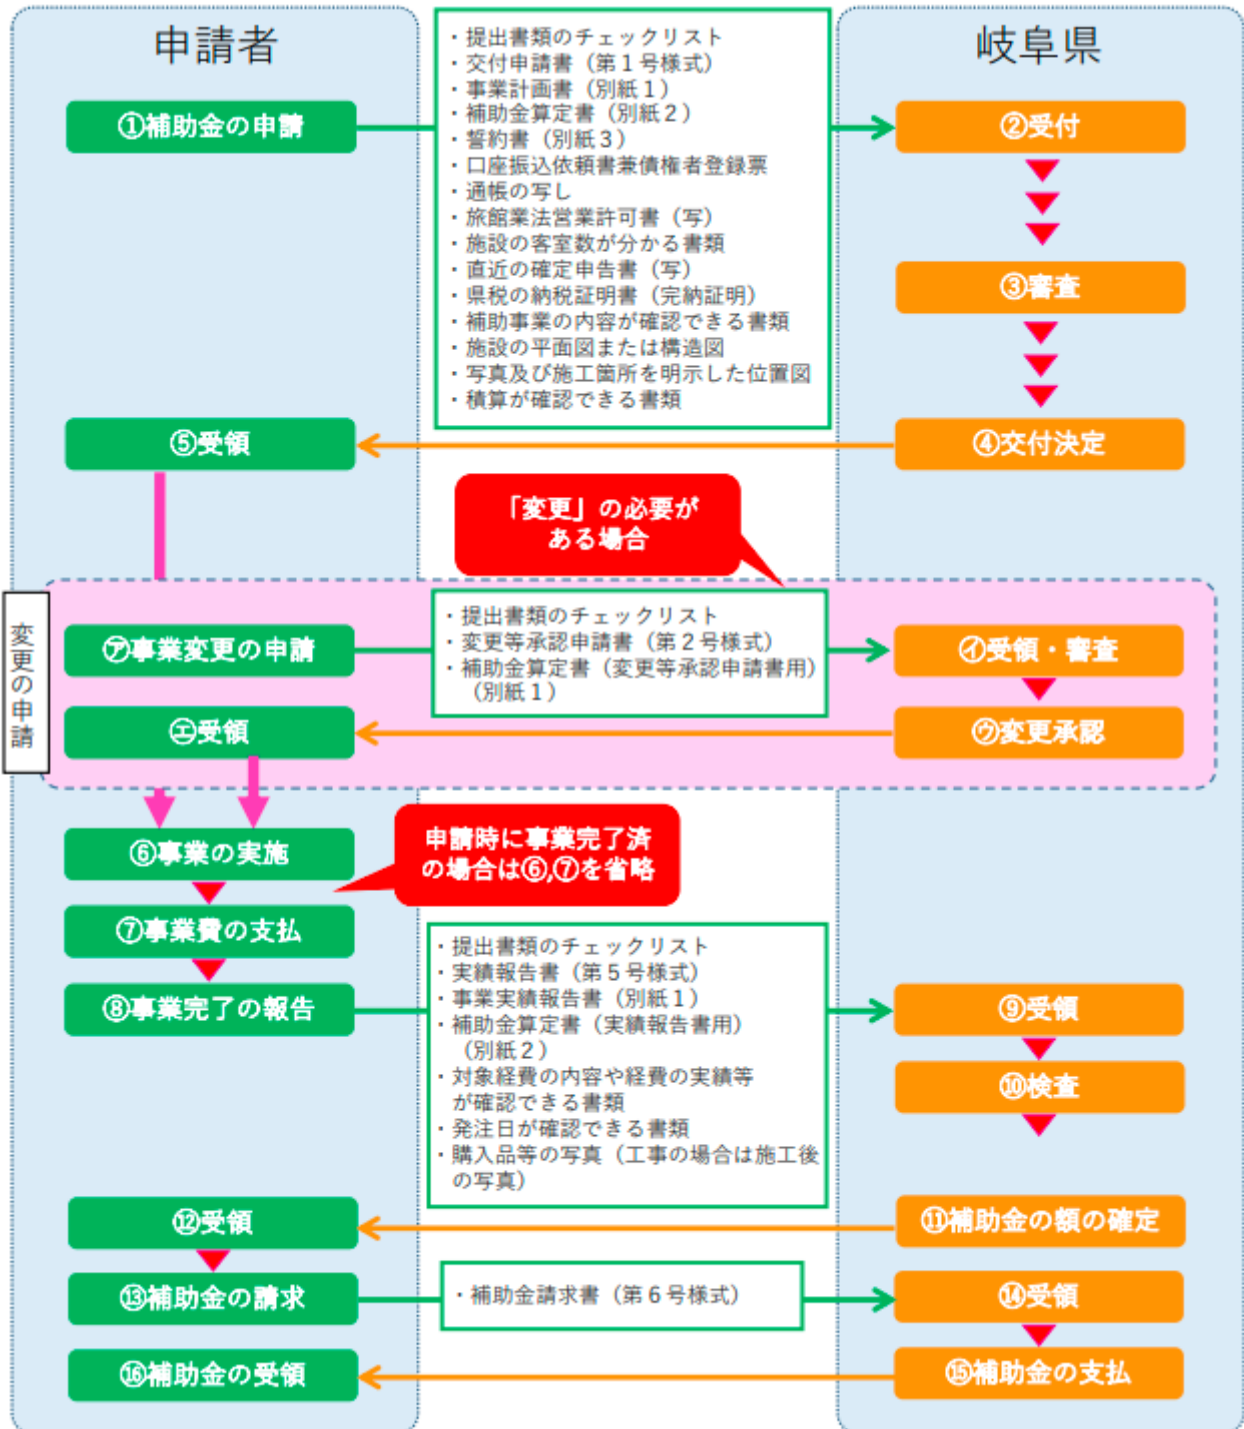 申請者
岐阜県
・提出書類のチェックリスト
・交付申請書（第１号様式）
・事業計画書（別紙１）
・補助金算定書（別紙２）
・誓約書（別紙３）
・口座振込依頼書兼債権者登録票
・通帳の写し
・旅館業法営業許可書（写）
・施設の客室数が分かる書類
・直近の確定申告書（写）
・県税の納税証明書（完納証明）
・補助事業の内容が確認できる書類
・施設の平面図または構造図
・写真及び施工箇所を明示した位置図
・積算が確認できる書類
①補助金の申請
②受付
③審査
④交付決定
⑤受領
「変更」の必要が
ある場合
変更の申請
㋐事業変更の申請
・提出書類のチェックリスト
・変更等承認申請書（第２号様式）
・補助金算定書（変更等承認申請書用）
（別紙１）
㋑受領・審査
㋒変更承認
㋓受領
⑥事業の実施
申請時に事業完了済
の場合は⑥,⑦を省略
⑦事業費の支払
⑧事業完了の報告
・提出書類のチェックリスト
・実績報告書（第５号様式）
・事業実績報告書（別紙１）
・補助金算定書（実績報告書用）
（別紙２）
・対象経費の内容や経費の実績等
が確認できる書類
・発注日が確認できる書類
・購入品等の写真（工事の場合は施工後
の写真）
⑨受領
⑩検査
⑪補助金の額の確定
⑫受領
⑬補助金の請求
・補助金請求書（第６号様式）
⑭受領
⑮補助金の支払
⑯補助金の受領